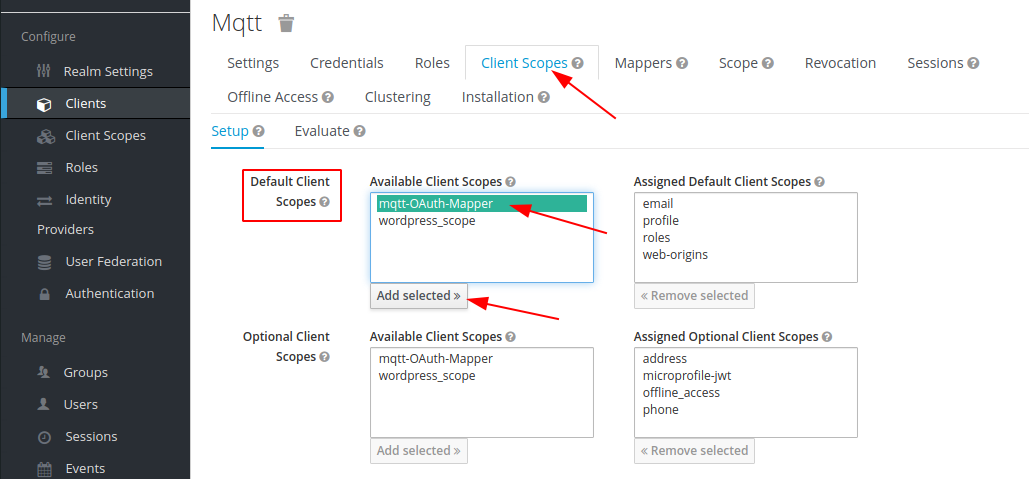 Mqtt
Configure
Realm Settings
Clients
Client Scopes
Roles
Identity
Providers
User Federation
Authentication
Manage
Groups
Users
Sessions
Events
Settings Credentials Roles Client Scopes Mappers Scope Revocation Sessions
Offline Access Clustering Installation
Setup Evaluate
Default Client
Scopes
Available Client Scopes
mqtt-OAuth-Mapper
wordpress_scope
Add selected »
Assigned Default Client Scopes
email
profile
roles
web-origins
« Remove selected
Optional Client
Scopes
Available Client Scopes
mqtt-OAuth-Mapper
wordpress_scope
Add selected »
Assigned Optional Client Scopes
address
microprofile-jwt
offline_access
phone
« Remove selected